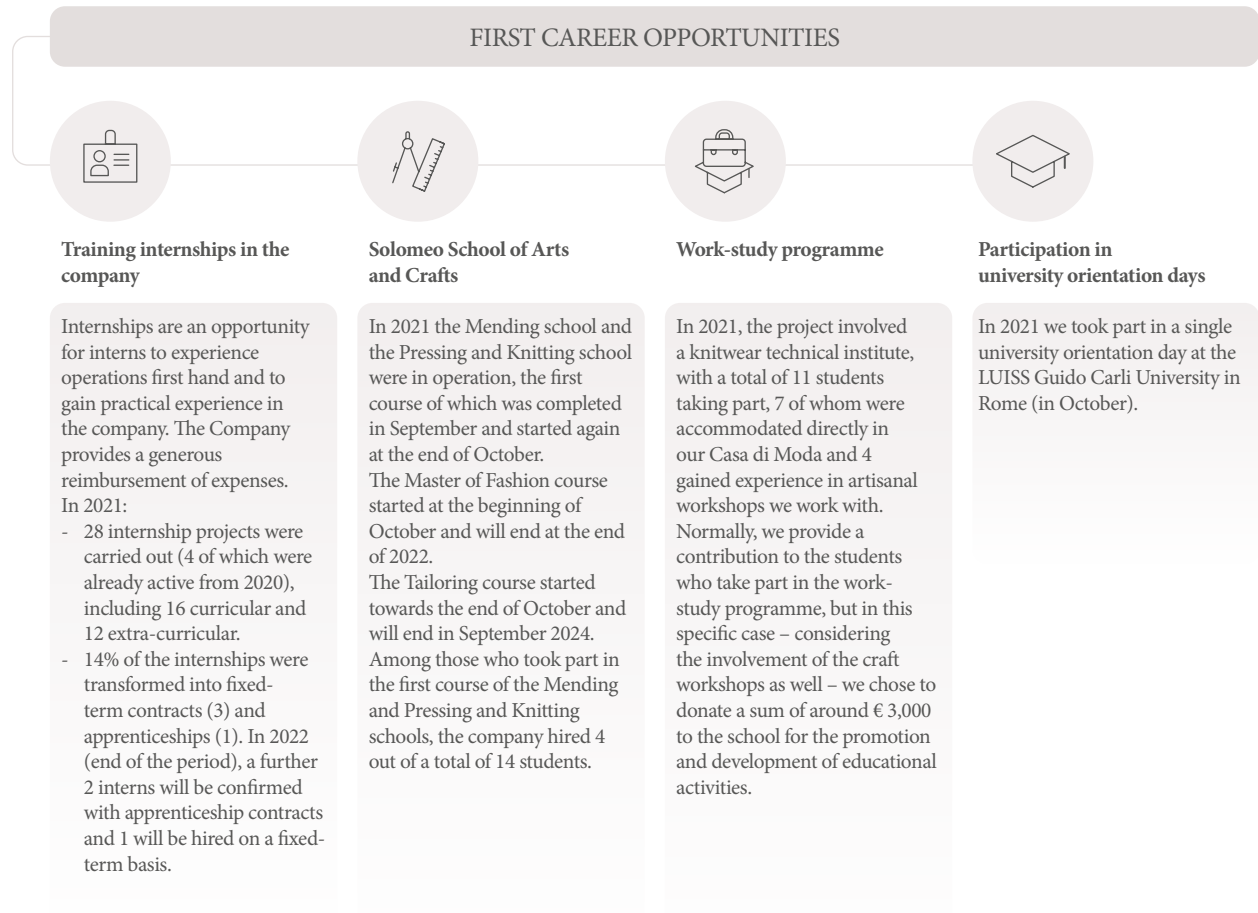 FIRST CAREER OPPORTUNITIES
Training internships in the
company
Internships are an opportunity
for interns to experience
operations first hand and to
gain practical experience in
the company. The Company
provides a generous
reimbursement of expenses.
In 2021:
- 28 internship projects were
carried out (4 of which were
already active from 2020),
including 16 curricular and
12 extra-curricular.
- 14% of the internships were
transformed into fixed-
term contracts (3) and
apprenticeships (1). In 2022
(end of the period), a further
2 interns will be confirmed
with apprenticeship contracts
and 1 will be hired on a fixed-
term basis.
Solomeo School of Arts
and Crafts
In 2021 the Mending school and
the Pressing and Knitting school
were in operation, the first
course of which was completed
in September and started again
at the end of October.
The Master of Fashion course
started at the beginning of
October and will end at the end
of 2022.
The Tailoring course started
towards the end of October and
will end in September 2024.
Among those who took part in
the first course of the Mending
and Pressing and Knitting
schools, the company hired 4
out of a total of 14 students.
Work-study programme
In 2021, the project involved
a knitwear technical institute,
with a total of 11 students
taking part, 7 of whom were
accommodated directly in
our Casa di Moda and 4
gained experience in artisanal
workshops we work with.
Normally, we provide a
contribution to the students
who take part in the work-
study programme, but in this
specific case – considering
the involvement of the craft
workshops as well – we chose to
donate a sum of around € 3,000
to the school for the promotion
and development of educational
activities.
Participation in
university orientation days
In 2021 we took part in a single
university orientation day at the
LUISS Guido Carli University in
Rome (in October).